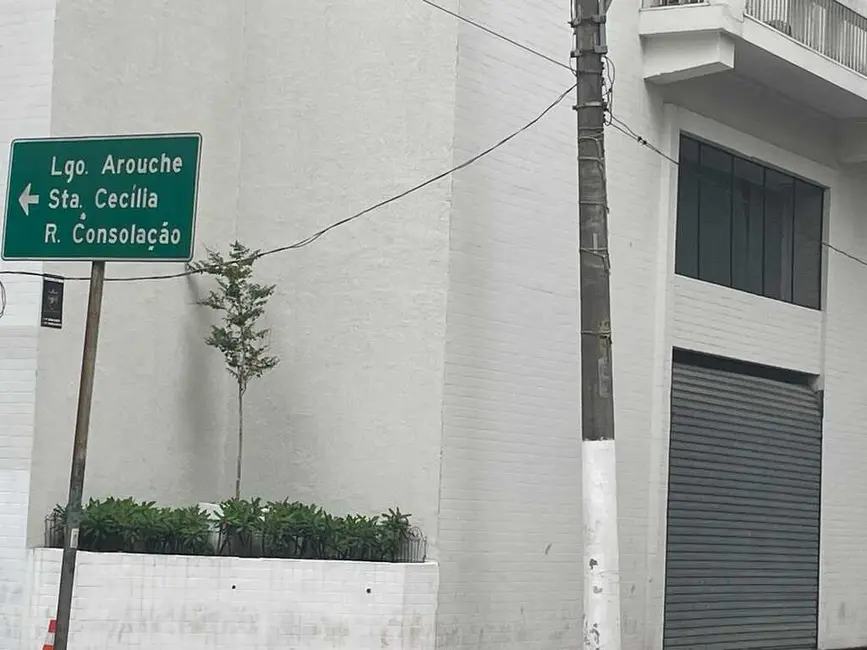 Lgo. Arouche
Sta. Cecília
R. Consolação